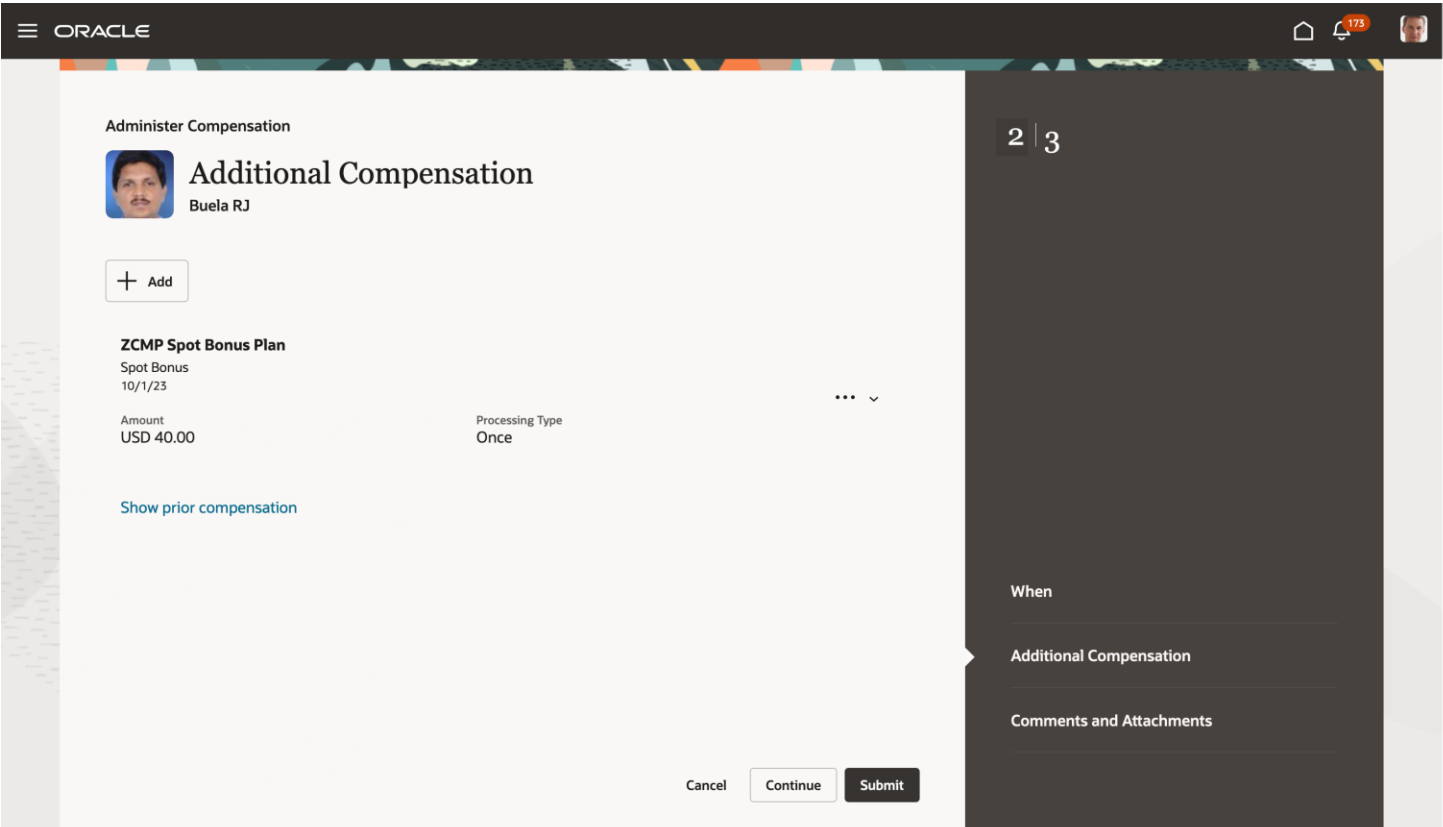 ORACLE
173
Administer Compensation
Additional Compensation
Buela RJ
Add
ZCMP Spot Bonus Plan
Spot Bonus
10/1/23
Amount
USD 40.00
Processing Type
Once
Show prior compensation
Cancel
Continue
Submit
2 | 3
When
Additional Compensation
Comments and Attachments